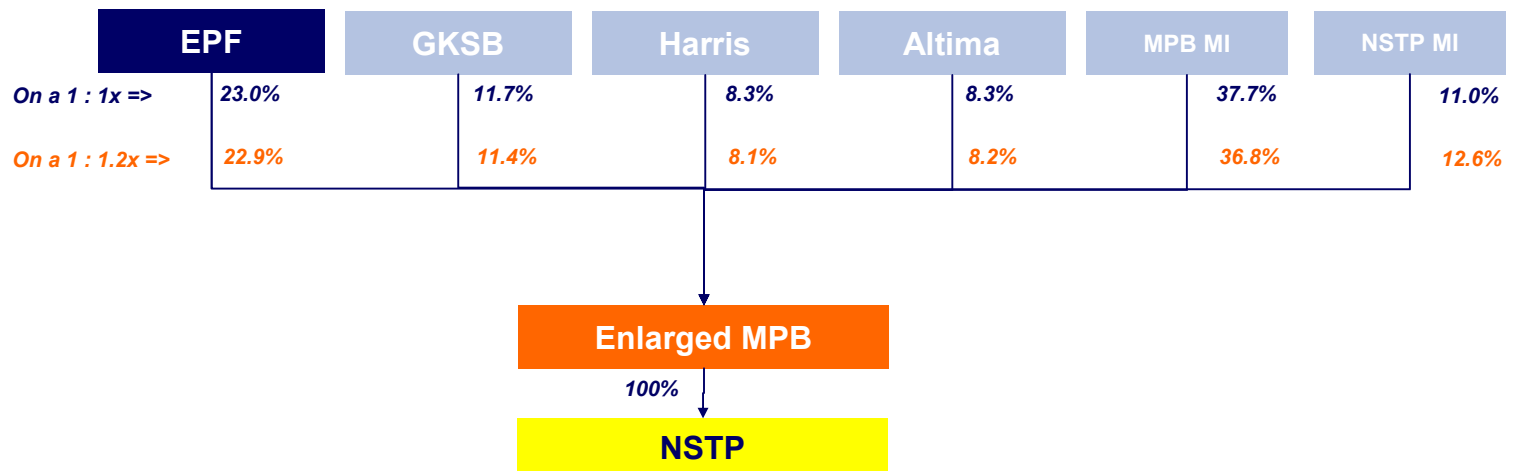 EPF GKSB Harris Altima MPB MI NSTP MI
On a 1 : 1x => 23.0% 11.7% 8.3% 8.3% 37.7% 11.0%
On a 1 : 1.2x => 22.9% 11.4% 8.1% 8.2% 36.8% 12.6%
Enlarged MPB
100%
NSTP